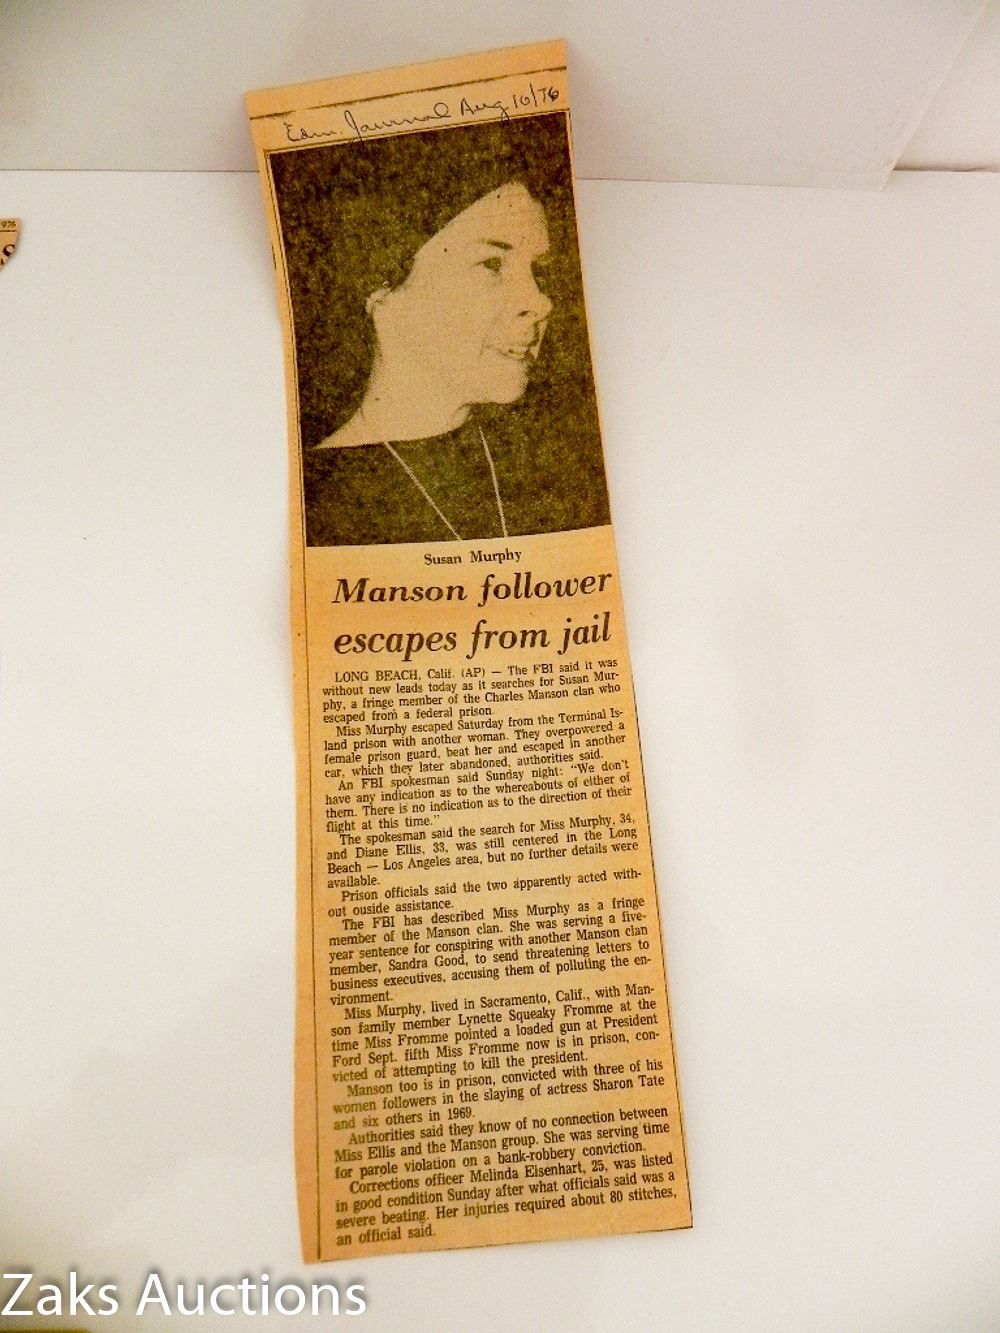 Edm. Journal Aug 10/76
Susan Murphy
Manson follower
escapes from jail
LONG BEACH, Calif. (AP) — The FBI said it was
without new leads today as it searches for Susan Mur-
phy, a fringe member of the Charles Manson clan who
escaped from a federal prison.
Miss Murphy escaped Saturday from the Terminal Is-
land prison with another woman. They overpowered a
female prison guard, beat her and escaped in another
car, which they later abandoned, authorities said.
An FBI spokesman said Sunday night: "We don't
have any indication as to the whereabouts of either of
them. There is no indication as to the direction of their
flight at this time."
The spokesman said the search for Miss Murphy, 34,
and Diane Ellis, 33, was still centered in the Long
Beach — Los Angeles area, but no further details were
available.
Prison officials said the two apparently acted with-
out ouside assistance.
The FBI has described Miss Murphy as a fringe
member of the Manson clan. She was serving a five-
year sentence for conspiring with another Manson clan
member, Sandra Good, to send threatening letters to
business executives, accusing them of polluting the en-
vironment.
Miss Murphy, lived in Sacramento, Calif., with Man-
son family member Lynette Squeaky Fromme at the
time Miss Fromme pointed a loaded gun at President
Ford Sept. fifth Miss Fromme now is in prison, con-
victed of attempting to kill the president.
Manson too is in prison, convicted with three of his
women followers in the slaying of actress Sharon Tate
and six others in 1969.
Authorities said they know of no connection between
Miss Ellis and the Manson group. She was serving time
for parole violation on a bank-robbery conviction.
Corrections officer Melinda Elsenhart, 25, was listed
in good condition Sunday after what officials said was a
severe beating. Her injuries required about 80 stitches,
an official said.
Zaks Auctions